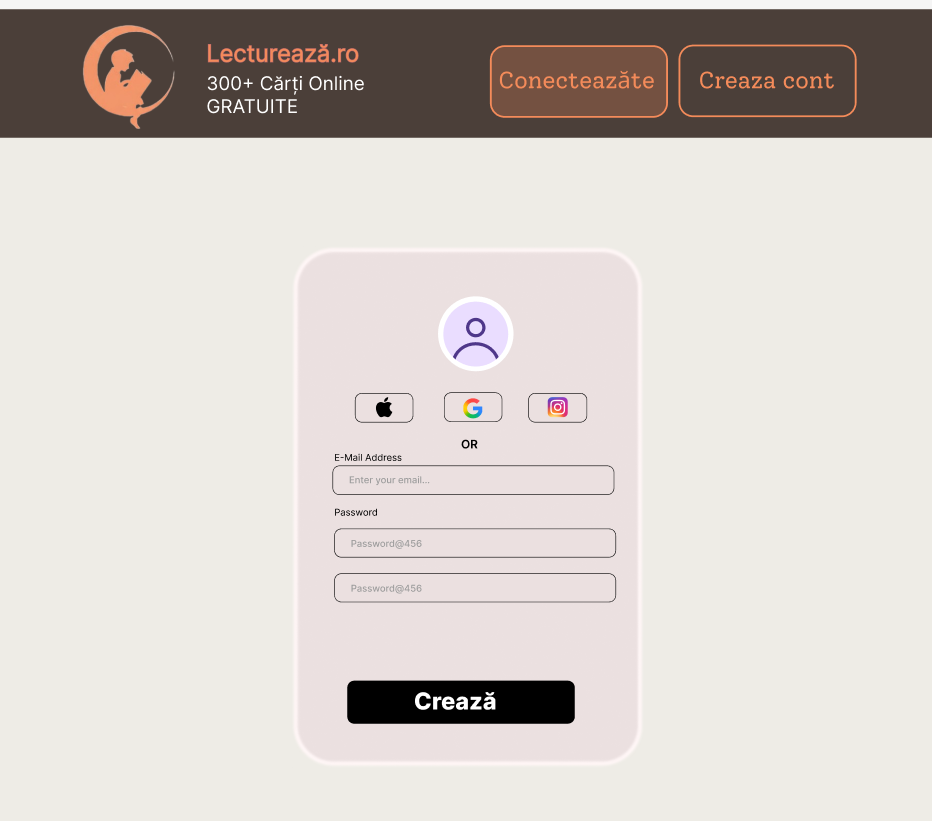 Lecturează.ro
300+ Cărți Online
GRATUITE
Conecteazăte
Creaza cont
OR
E-Mail Address
Enter your email...
Password
Password@456
Password@456
Crează